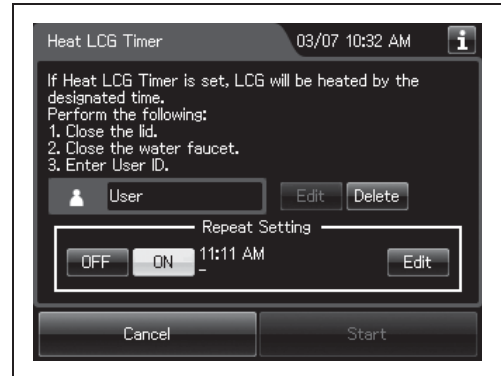 Heat LCG Timer 03/07 10:32 AM i
If Heat LCG Timer is set, LCG will be heated by the
designated time.
Perform the following:
1. Close the lid.
2. Close the water faucet.
3. Enter User ID.
User Edit Delete
Repeat Setting
OFF ON 11:11 AM Edit
–
Cancel Start